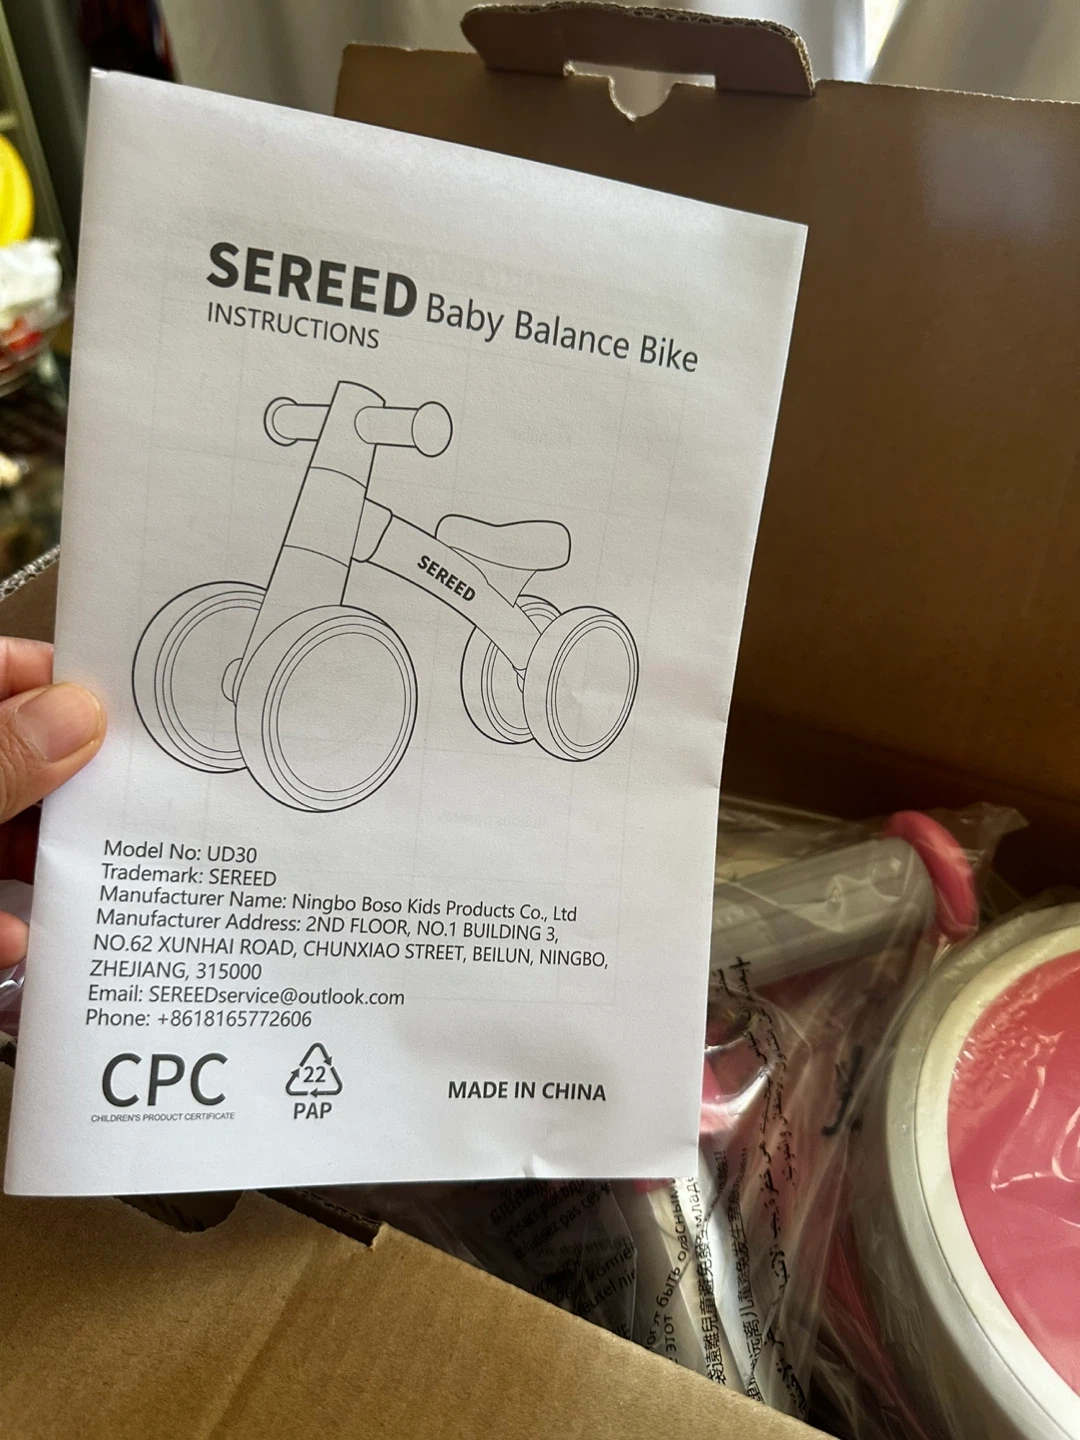 SEREED Baby Balance Bike
INSTRUCTIONS
SEREED
Model No: UD30
Trademark: SEREED
Manufacturer Name: Ningbo Boso Kids Products Co., Ltd
Manufacturer Address: 2ND FLOOR, NO.1 BUILDING 3,
NO.62 XUNHAI ROAD, CHUNXIAO STREET, BEILUN, NINGBO,
ZHEJIANG, 315000
Email: SEREEDservice@outlook.com
Phone: +8618165772606
CPC
CHILDREN'S PRODUCT CERTIFICATE
22
PAP
MADE IN CHINA